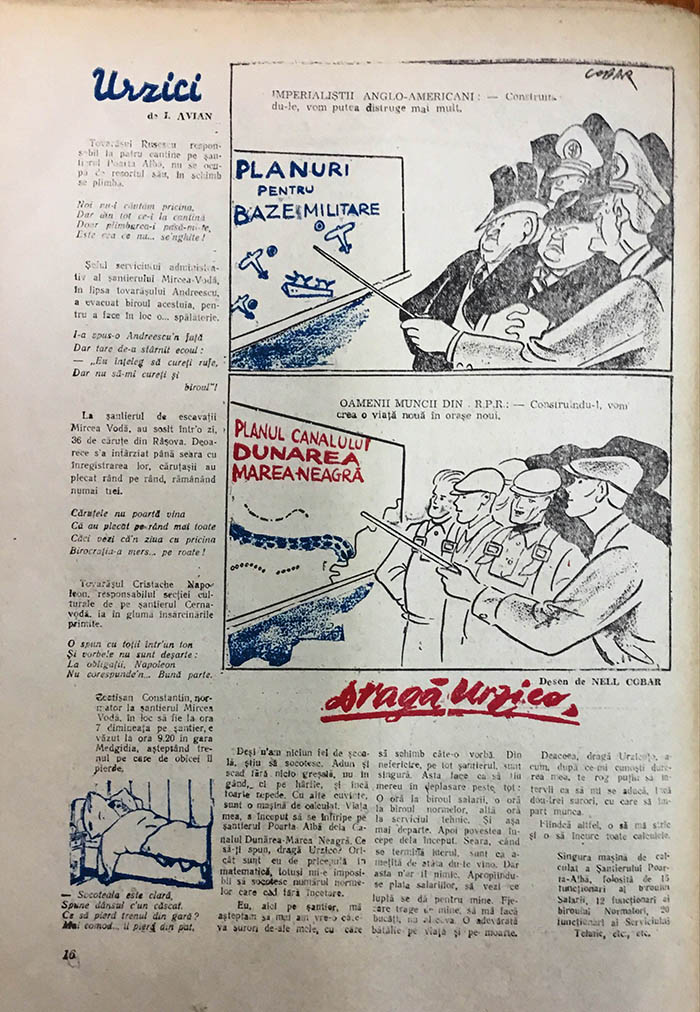 Urzici
de I. AVIAN
Tovarășul Rusescu respon-
sabil la patru cantine pe șan-
tierul Poarta Albă, nu se ocu-
pă de resortul său, în schimb
se plimbă.
Noi nu-i căutăm pricina,
Dar din tot ce-i la cantină
Doar plimbarea-i pasă-mi-te,
Este cea ce nu... se'nghite!
Șeful serviciului administra-
tiv al șantierului Mircea-Vodă,
în lipsa tovarășului Andreescu,
a evacuat biroul acestuia, pen-
tru a face în loc o... spălătorie.
I-a spus-o Andreescu'n față
Dar tare de-a stârnit ecoul:
— „Eu înțeleg să cureți rufe,
Dar nu să-mi cureți și
biroul"!
La șantierul de escavații
Mircea Vodă, au sosit într'o zi,
36 de căruțe din Râșova. Deoa-
rece s'a întârziat până seara cu
înregistrarea lor, căruțașii au
plecat rând pe rând, rămânând
numai trei.
Căruțele nu poartă vina
Că au plecat pe-rând mai toate
Căci vezi că'n ziua cu pricina
Birocrația-a mers... pe roate!
Tovarășul Cristache Napo-
leon, responsabilul secției cul-
turale de pe șantierul Cerna-
vodă, ia în glumă însărcinările
primite.
O spun cu toții într'un ton
Și vorbele nu sunt deșarte:
La obligații, Napoleon
Nu corespunde'n... Bună parte.
Constantin, nor-
mator la șantierul Mircea
Vodă, în loc să fie la ora
7 dimineața pe șantier, e
văzut la ora 9.20 în gara
Medgidia, așteptând tre-
nul pe care de obicei îl
pierde.
— Socoteala este clară,
Spune dânsul c'un căscat.
Ce să pierd trenul din gară?
Mai comod... îl pierd din pat.
16
COBAR
IMPERIALIȘTII ANGLO-AMERICANI: — Construin-
du-le, vom putea distruge mai mult.
PLANURI
PENTRU
BAZE MILITARE
OAMENII MUNCII DIN R.P.R.: — Construindu-l, vom
crea o viață nouă în orașe noui.
PLANUL CANALULUI
DUNAREA
MAREA-NEAGRĂ
Desen de NELL COBAR
Dragă Urzico,
Deși n'am niciun fel de școa-
lă, știu să socotesc. Adun și
scad fără nicio greșală, nu în
gând, ci pe hârtie, și încă
foarte repede. Cu alte cuvinte,
sunt o mașină de calculat. Viața
mea, a început să se înfiripe pe
șantierul Poarta Albă dela Ca-
nalul Dunărea-Marea Neagră. Ce
să-ți spun, dragă Urzico? Ori-
cât sunt eu de pricepută în
matematică, totuși mi-e imposi-
bil să socotesc numărul norme-
lor care cad fără încetare.
Eu, aici pe șantier, mă
așteptam să mai am vre-o câte-
va surori de-ale mele, cu care
să schimb câte-o vorbă. Din
nefericire, pe tot șantierul, sunt
singură. Asta face ca să fiu
mereu în deplasare peste tot:
O oră la biroul salarii, o oră
la biroul normelor, altă oră
la serviciul tehnic. Și așa
mai departe. Apoi povestea în-
cepe dela început. Seara, când
se termină lucrul, sunt ca a-
mețită de atâta du-te vino. Dar
asta n'ar fi nimic. Apropiindu-
se plata salariilor, să vezi ce
luptă se dă pentru mine. Fie-
care trage de mine, să mă facă
bucăți, nu altceva. O adevărată
bătălie pe viață și pe moarte.
Deaceea, dragă Urzico, a-
cum, după ce-mi cunoști dure-
rea mea, te rog puțin să in-
tervii ca să mi se aducă, încă
dou-trei surori, cu care să îm-
part munca.
Fiindcă altfel, o să mă stric
și o să încurc toate calculele.
Singura mașină de cal-
culat a Șantierului Poar-
ta-Albă, folosită de 15
funcționari ai biroului
Salarii, 12 funcționari ai
biroului Normatori, 20
funcționari ai Serviciului
Tehnic, etc., etc.